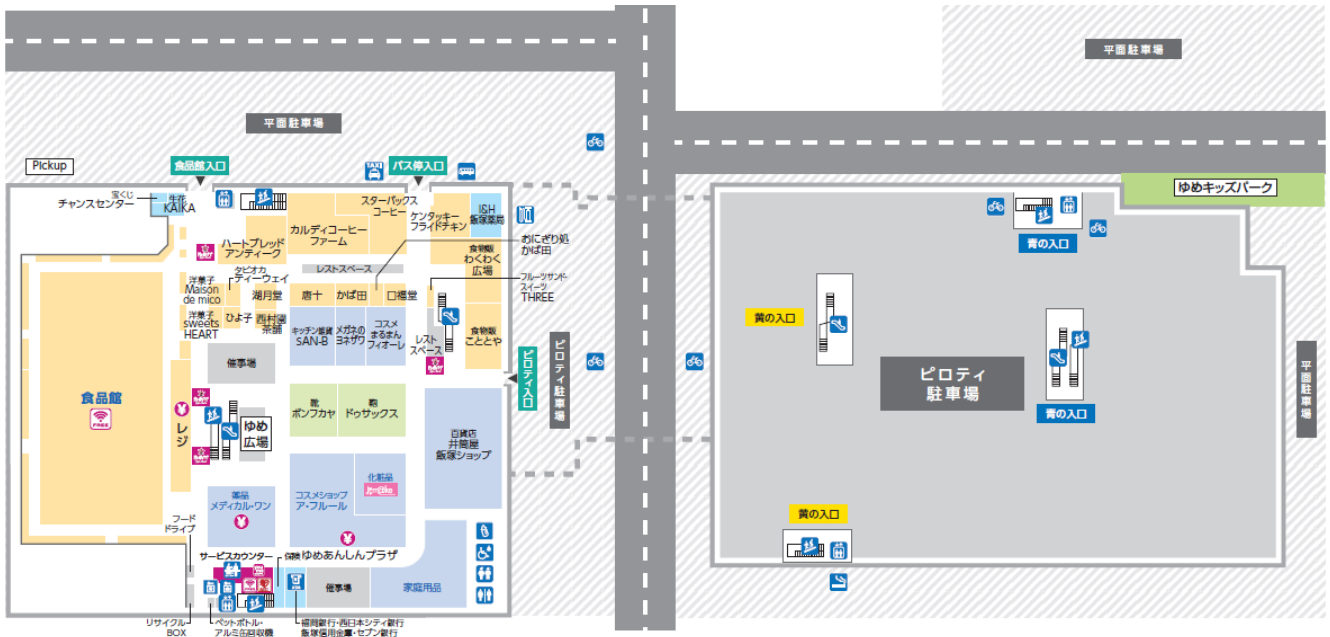 平面駐車場
平面駐車場
Pickup
食品館入口
TAXI
バス停入口
ゆめキッズパーク
宝くじ
チャンスセンター
生花
KAIKA
スターバックス
コーヒー
ケンタッキー
フライドチキン
I&H
飯塚薬局
カルディコーヒー
ファーム
ハートブレッド
アンティーク
おにぎり処
かば田
食物販
わくわく
広場
レストスペース
タピオカ
ティーウェイ
フルーツサンド・
スイーツ
THREE
洋菓子
Maison
de mico
湖月堂
唐十
かば田
口福堂
洋菓子
sweets
HEART
ひよ子
西村園
茶舗
キッチン雑貨
sAN-B
メガネの
ヨネザワ
コスメ
まるまん
フィオーレ
レスト
スペース
食物販
こととや
ピロティ入口
ピロティ駐車場
催事場
食品館
FREE
レジ
ゆめ
広場
靴
ボンフカヤ
鞄
ドゥサックス
百貨店
井筒屋
飯塚ショップ
薬品
メディカル・ワン
コスメショップ
ア・フルール
化粧品
フード
ドライブ
サービスカウンター
保険
ゆめあんしんプラザ
催事場
家庭用品
リサイクル
BOX
ペットボトル・
アルミ缶回収機
福岡銀行・西日本シティ銀行
飯塚信用金庫・セブン銀行
青の入口
黄の入口
ピロティ
駐車場
青の入口
黄の入口
平面駐車場